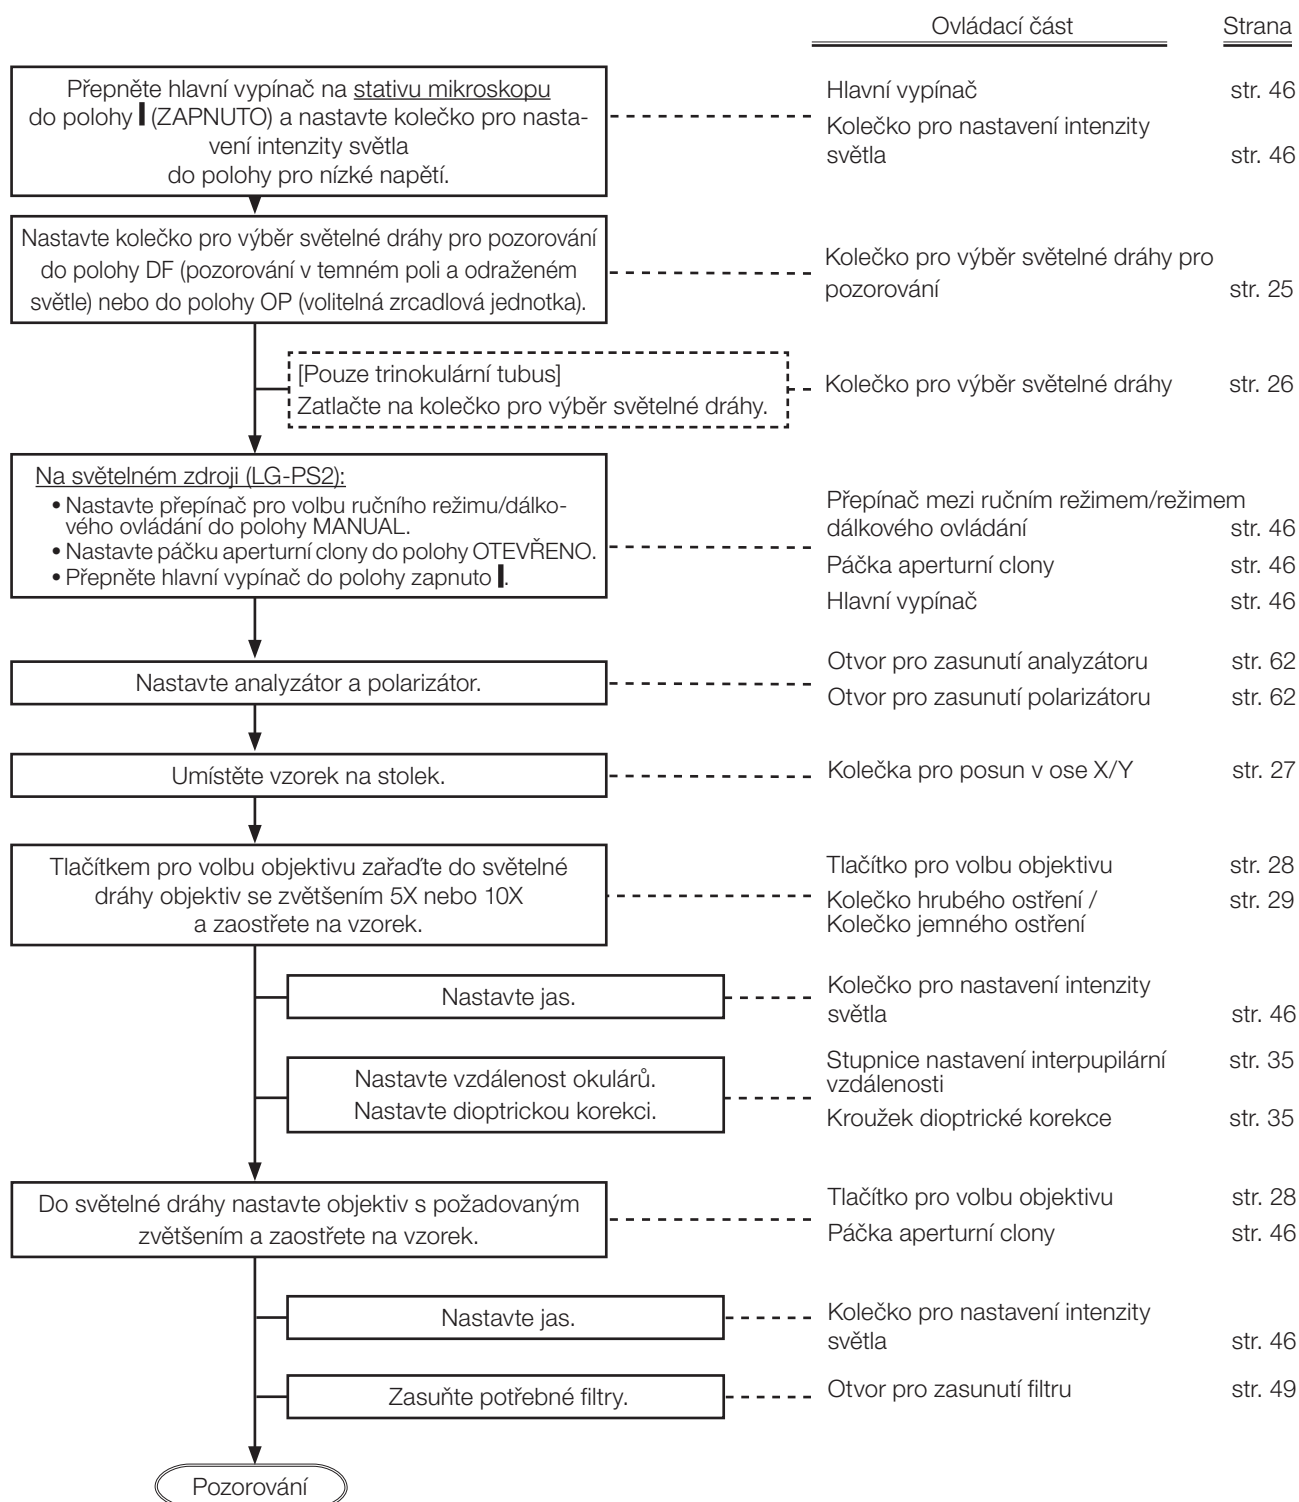 Ovládací část Strana
Přepněte hlavní vypínač na stativu mikroskopu
do polohy I (ZAPNUTO) a nastavte kolečko pro nasta-
vení intenzity světla
do polohy pro nízké napětí.
Hlavní vypínač str. 46
Kolečko pro nastavení intenzity
světla str. 46
Nastavte kolečko pro výběr světelné dráhy pro pozorování
do polohy DF (pozorování v temném poli a odraženém
světle) nebo do polohy OP (volitelná zrcadlová jednotka).
Kolečko pro výběr světelné dráhy pro
pozorování str. 25
[Pouze trinokulární tubus]
Zatlačte na kolečko pro výběr světelné dráhy.
Kolečko pro výběr světelné dráhy str. 26
Na světelném zdroji (LG-PS2):
• Nastavte přepínač pro volbu ručního režimu/dálko-
vého ovládání do polohy MANUAL.
• Nastavte páčku aperturní clony do polohy OTEVŘENO.
• Přepněte hlavní vypínač do polohy zapnuto I.
Přepínač mezi ručním režimem/režimem
dálkového ovládání str. 46
Páčka aperturní clony str. 46
Hlavní vypínač str. 46
Nastavte analyzátor a polarizátor.
Otvor pro zasunutí analyzátoru str. 62
Otvor pro zasunutí polarizátoru str. 62
Umístěte vzorek na stolek.
Kolečka pro posun v ose X/Y str. 27
Tlačítkem pro volbu objektivu zařaďte do světelné
dráhy objektiv se zvětšením 5X nebo 10X
a zaostřete na vzorek.
Tlačítko pro volbu objektivu str. 28
Kolečko hrubého ostření / str. 29
Kolečko jemného ostření
Nastavte jas.
Kolečko pro nastavení intenzity
světla str. 46
Nastavte vzdálenost okulárů.
Nastavte dioptrickou korekci.
Stupnice nastavení interpupilární str. 35
vzdálenosti
Kroužek dioptrické korekce str. 35
Do světelné dráhy nastavte objektiv s požadovaným
zvětšením a zaostřete na vzorek.
Tlačítko pro volbu objektivu str. 28
Páčka aperturní clony str. 46
Nastavte jas.
Kolečko pro nastavení intenzity
světla str. 46
Zasuňte potřebné filtry.
Otvor pro zasunutí filtru str. 49
Pozorování